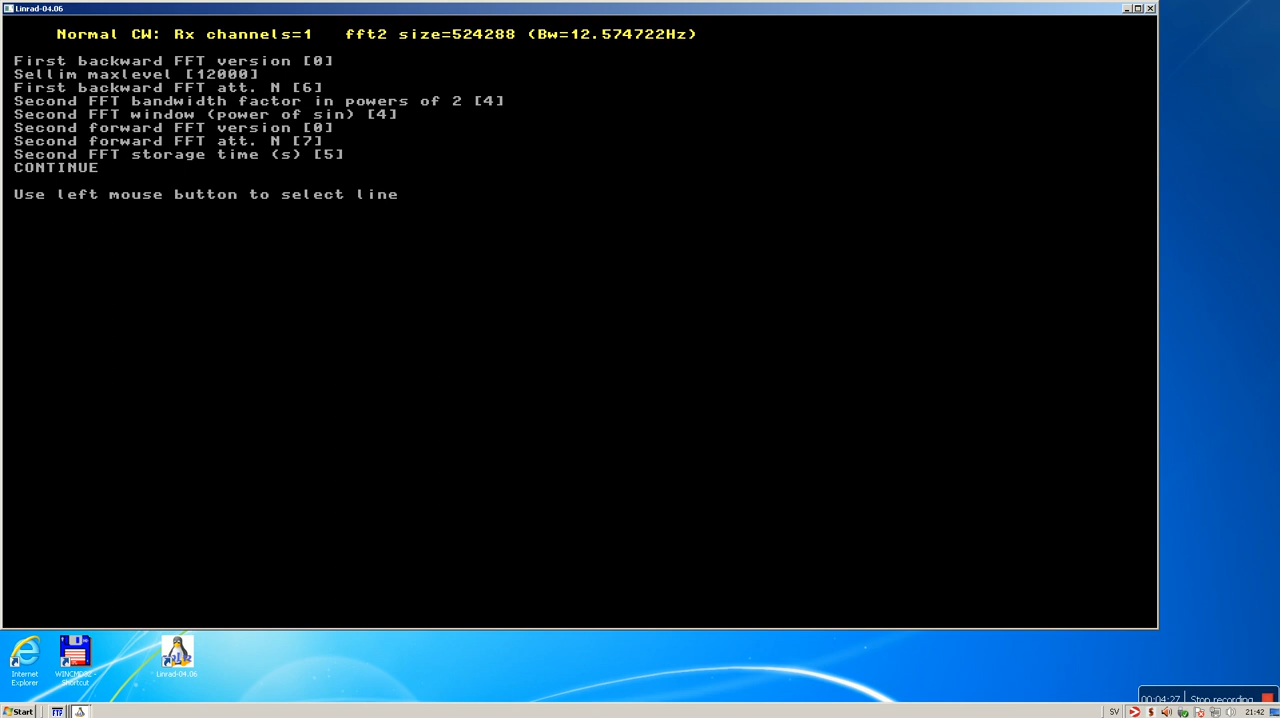 Linrad-04.06
Normal CW: Rx channels=1 fft2 size=524288 (Bw=12.574722Hz)
First backward FFT version [0]
Sellim maxlevel [12000]
First backward FFT att. N [6]
Second FFT bandwidth factor in powers of 2 [4]
Second FFT window (power of sin) [4]
Second forward FFT version [0]
Second forward FFT att. N [7]
Second FFT storage time (s) [5]
CONTINUE
Use left mouse button to select line
Internet
Explorer
WINCMD32 -
Shortcut
Linrad-04.06
00:04:27 Stop recording
Start
SV
21:42